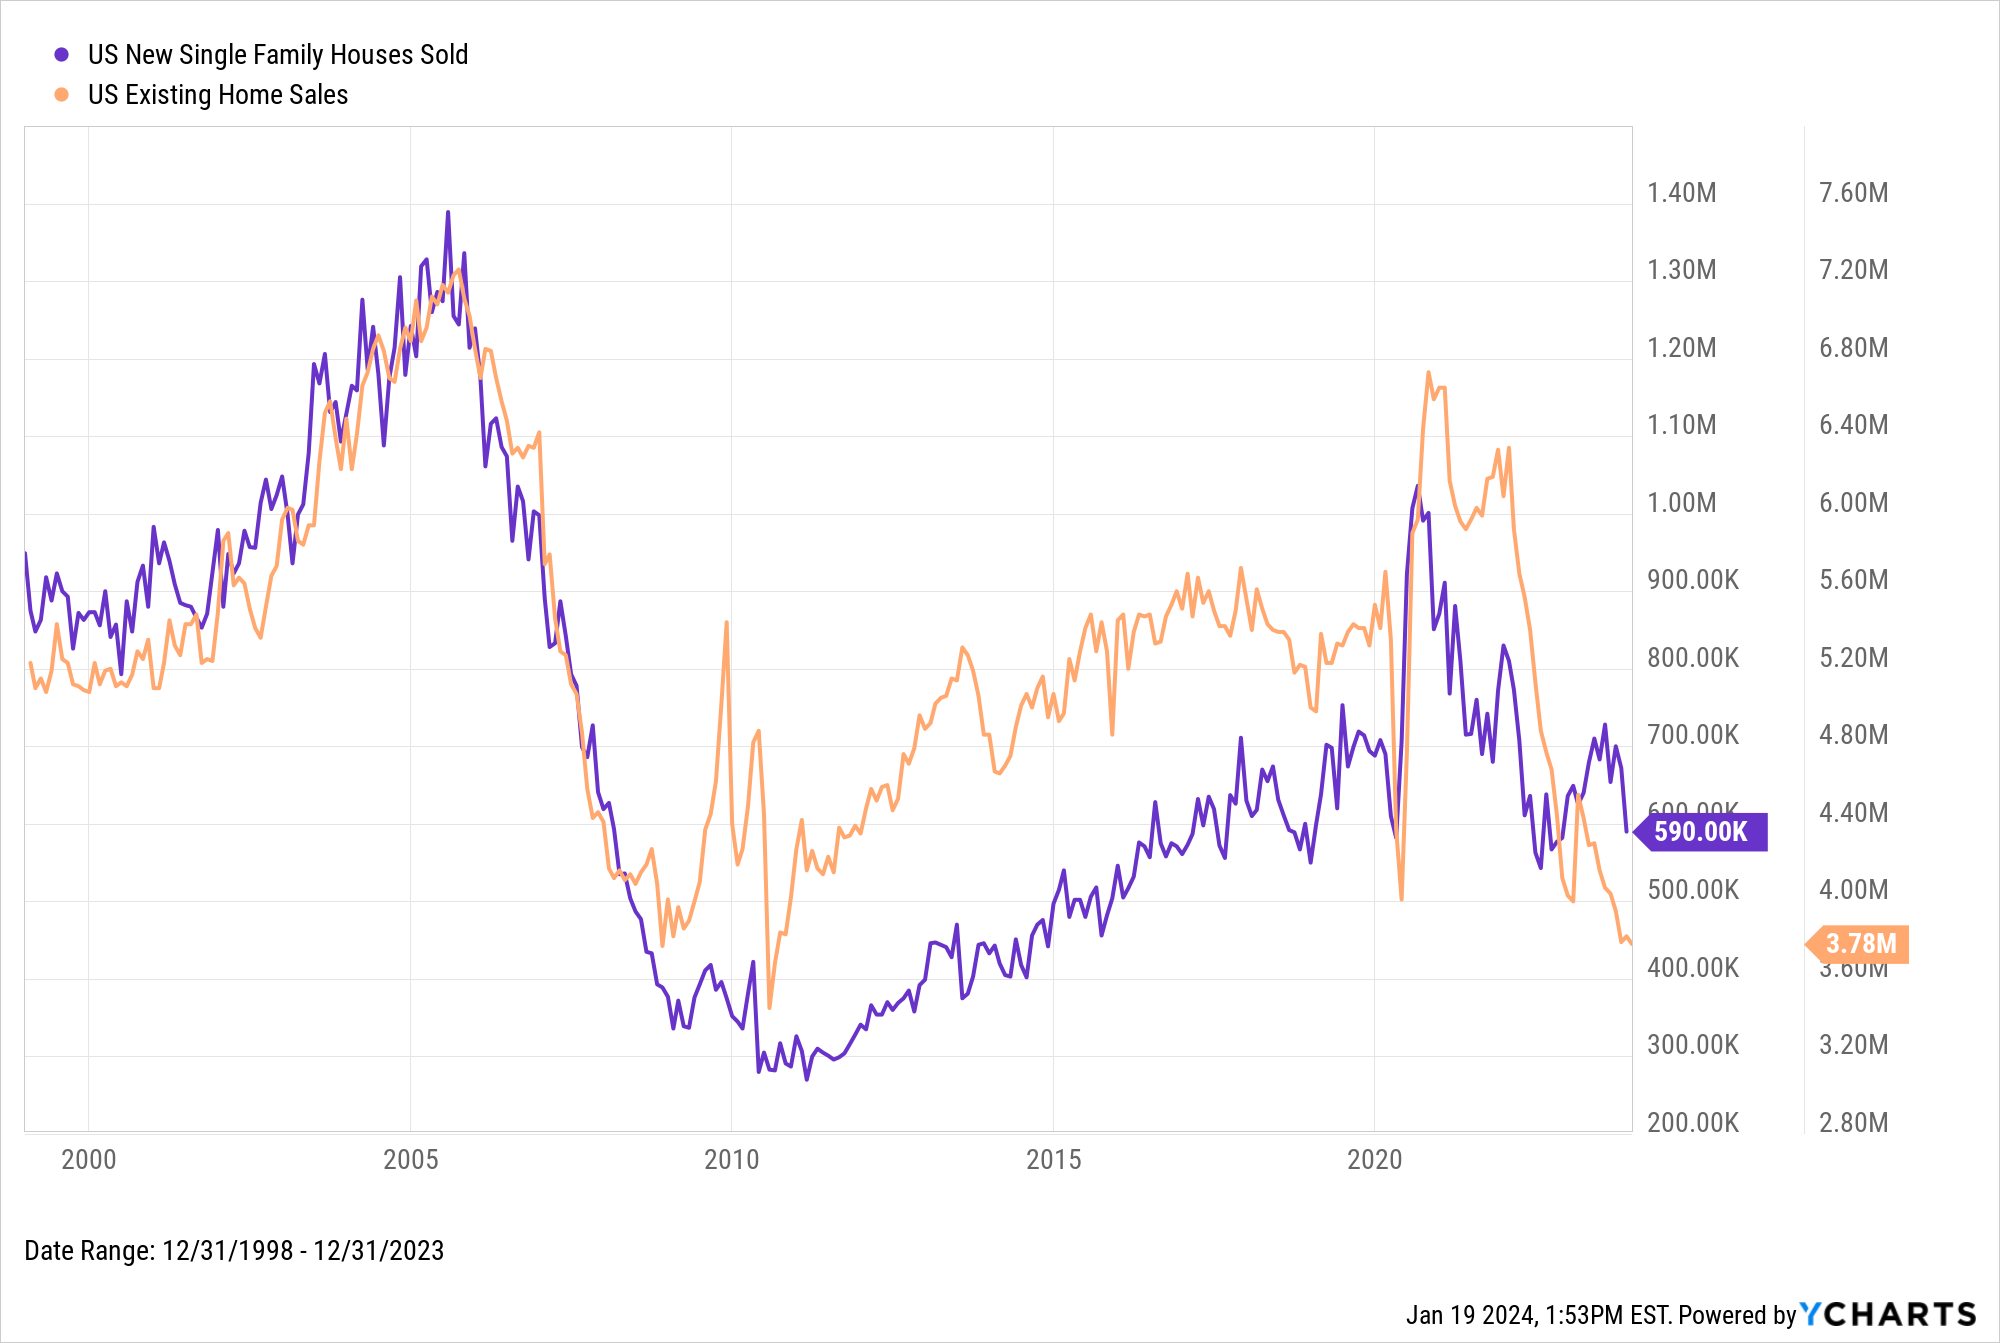 US New Single Family Houses Sold
US Existing Home Sales
1.40M 7.60M
1.30M 7.20M
1.20M 6.80M
1.10M 6.40M
1.00M 6.00M
900.00K 5.60M
800.00K 5.20M
700.00K 4.80M
600.00K 4.40M
590.00K
500.00K 4.00M
3.78M
400.00K 3.60M
300.00K 3.20M
200.00K 2.80M
2000 2005 2010 2015 2020
Date Range: 12/31/1998 - 12/31/2023
Jan 19 2024, 1:53PM EST. Powered by YCHARTS